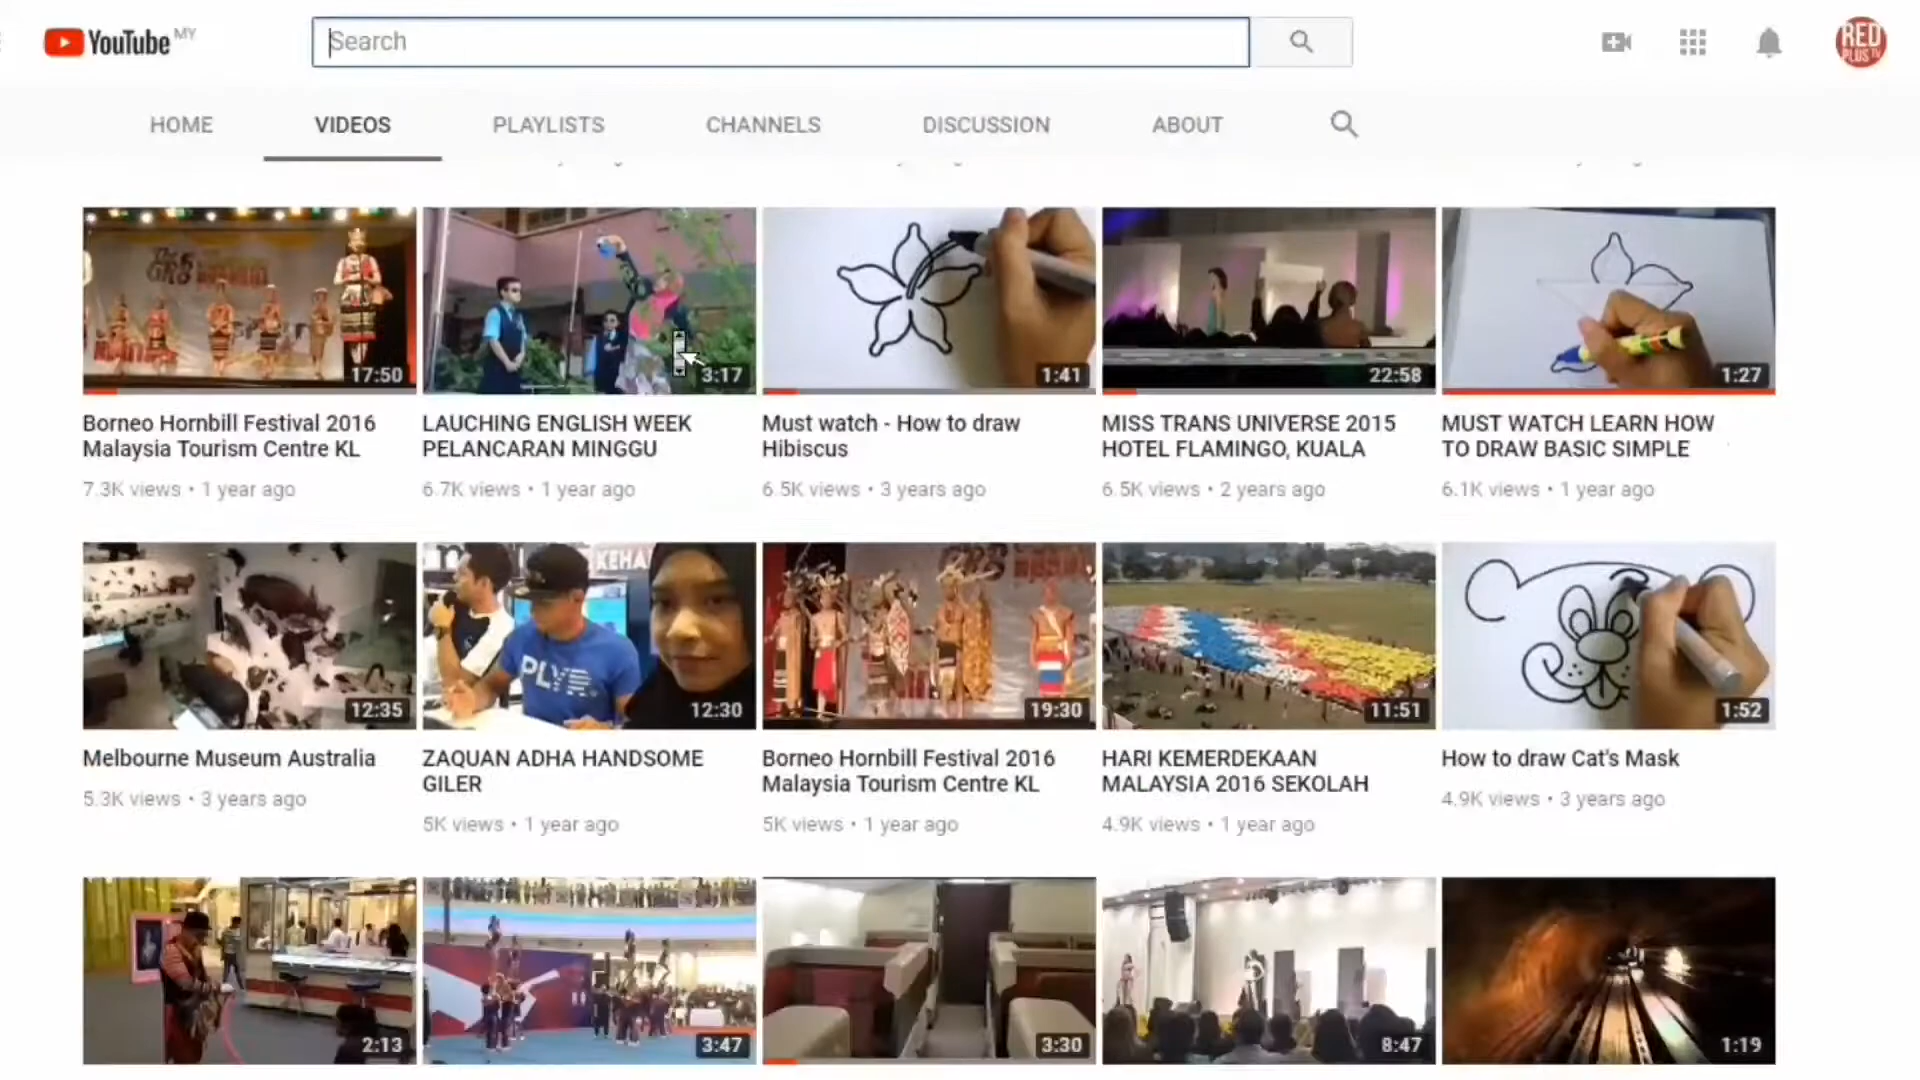 YouTube MY
Search
RED
PLUS TV
HOME VIDEOS PLAYLISTS CHANNELS DISCUSSION ABOUT
17:50 3:17 1:41 22:58 1:27
Borneo Hornbill Festival 2016
Malaysia Tourism Centre KL
7.3K views • 1 year ago
LAUCHING ENGLISH WEEK
PELANCARAN MINGGU
6.7K views • 1 year ago
Must watch - How to draw
Hibiscus
6.5K views • 3 years ago
MISS TRANS UNIVERSE 2015
HOTEL FLAMINGO, KUALA
6.5K views • 2 years ago
MUST WATCH LEARN HOW
TO DRAW BASIC SIMPLE
6.1K views • 1 year ago
KEHA
12:35 12:30 19:30 11:51 1:52
Melbourne Museum Australia
5.3K views • 3 years ago
ZAQUAN ADHA HANDSOME
GILER
5K views • 1 year ago
Borneo Hornbill Festival 2016
Malaysia Tourism Centre KL
5K views • 1 year ago
HARI KEMERDEKAAN
MALAYSIA 2016 SEKOLAH
4.9K views • 1 year ago
How to draw Cat's Mask
4.9K views • 3 years ago
2:13 3:47 3:30 8:47 1:19